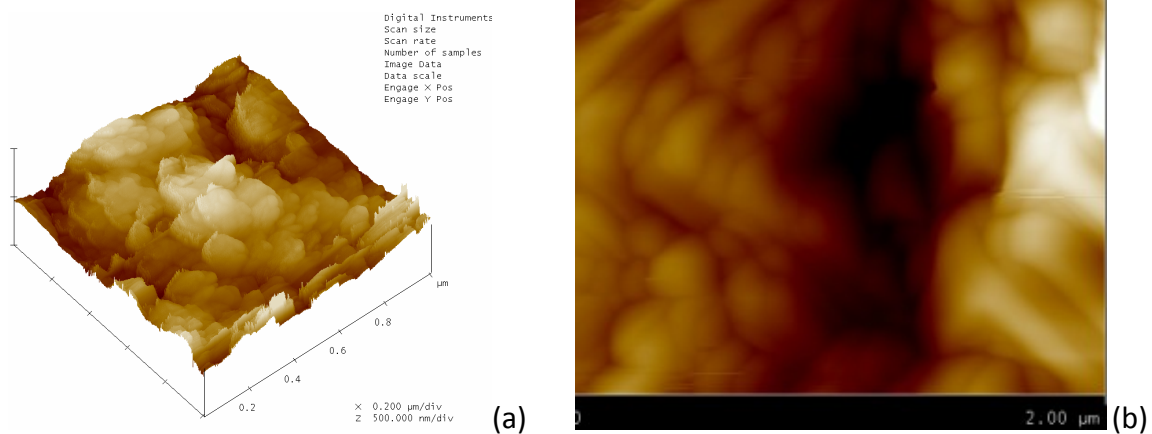 Digital Instruments
Scan size
Scan rate
Number of samples
Image Data
Data scale
Engage X Pos
Engage Y Pos
µm
0.8
0.6
0.4
0.2
X 0.200 µm/div
Z 500.000 nm/div
(a)
2.00 µm
(b)